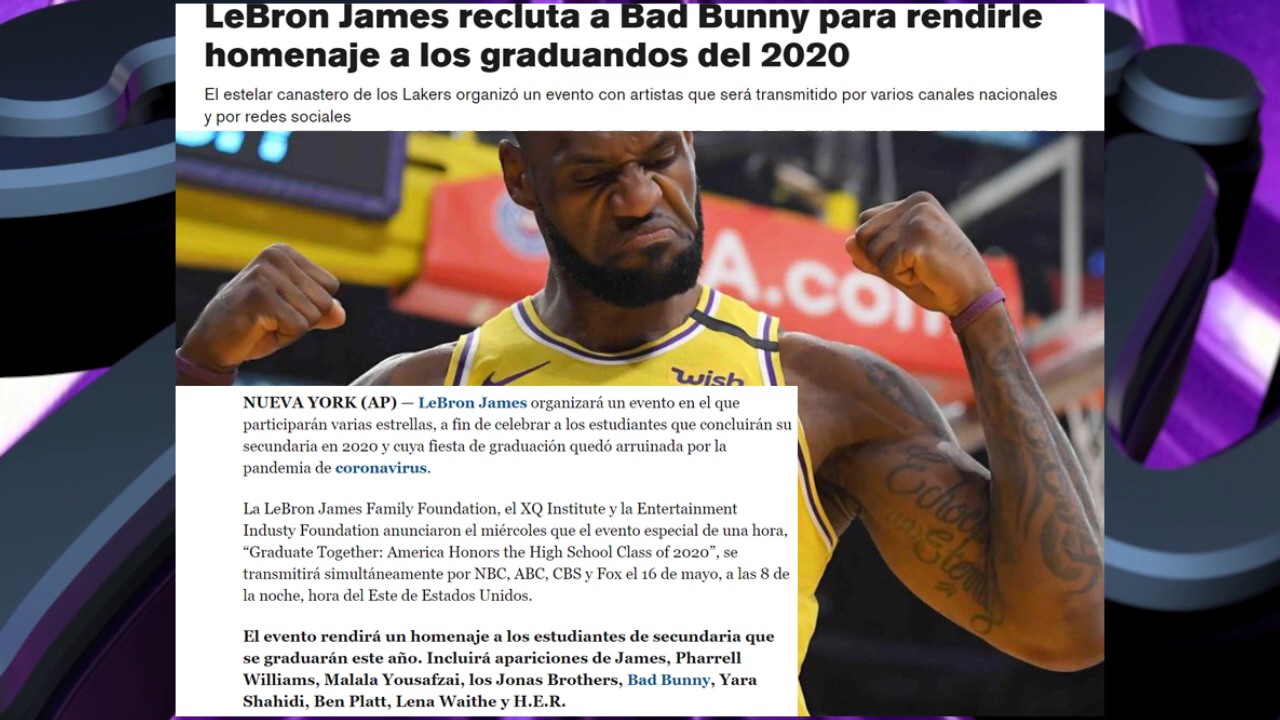 LeBron James recluta a Bad Bunny para rendirle
homenaje a los graduandos del 2020
El estelar canastero de los Lakers organizó un evento con artistas que será transmitido por varios canales nacionales
y por redes sociales
A.com
wish
NUEVA YORK (AP) — LeBron James organizará un evento en el que
participarán varias estrellas, a fin de celebrar a los estudiantes que concluirán su
secundaria en 2020 y cuya fiesta de graduación quedó arruinada por la
pandemia de coronavirus.
La LeBron James Family Foundation, el XQ Institute y la Entertainment
Industy Foundation anunciaron el miércoles que el evento especial de una hora,
“Graduate Together: America Honors the High School Class of 2020”, se
transmitirá simultáneamente por NBC, ABC, CBS y Fox el 16 de mayo, a las 8 de
la noche, hora del Este de Estados Unidos.
El evento rendirá un homenaje a los estudiantes de secundaria que
se graduarán este año. Incluirá apariciones de James, Pharrell
Williams, Malala Yousafzai, los Jonas Brothers, Bad Bunny, Yara
Shahidi, Ben Platt, Lena Waithe y H.E.R.